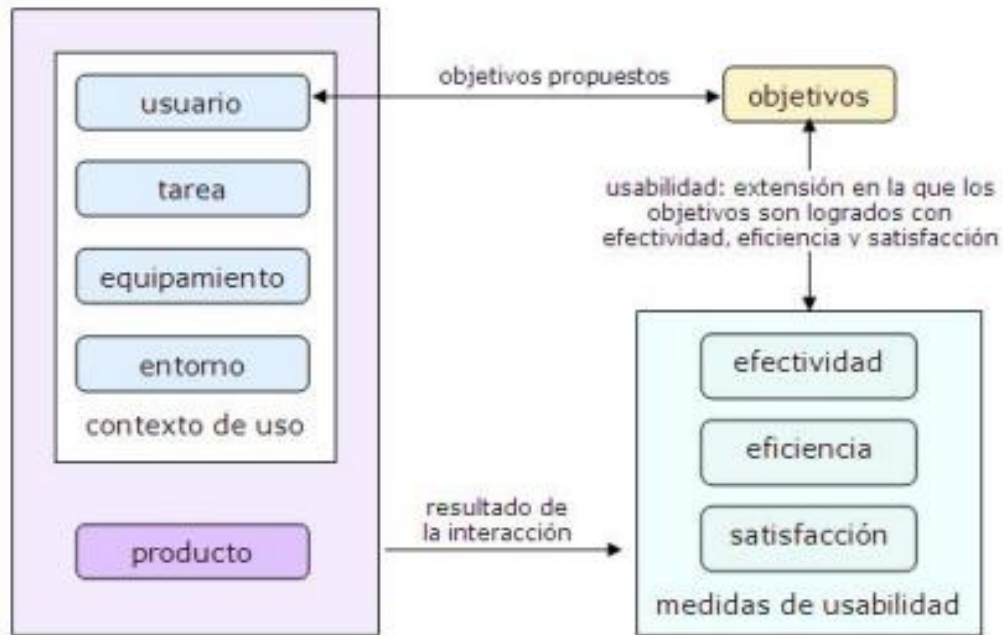 usuario
tarea
equipamiento
entorno
contexto de uso
producto
objetivos propuestos
objetivos
usabilidad: extensión en la que los
objetivos son logrados con
efectividad, eficiencia y satisfacción
resultado de
la interacción
efectividad
eficiencia
satisfacción
medidas de usabilidad